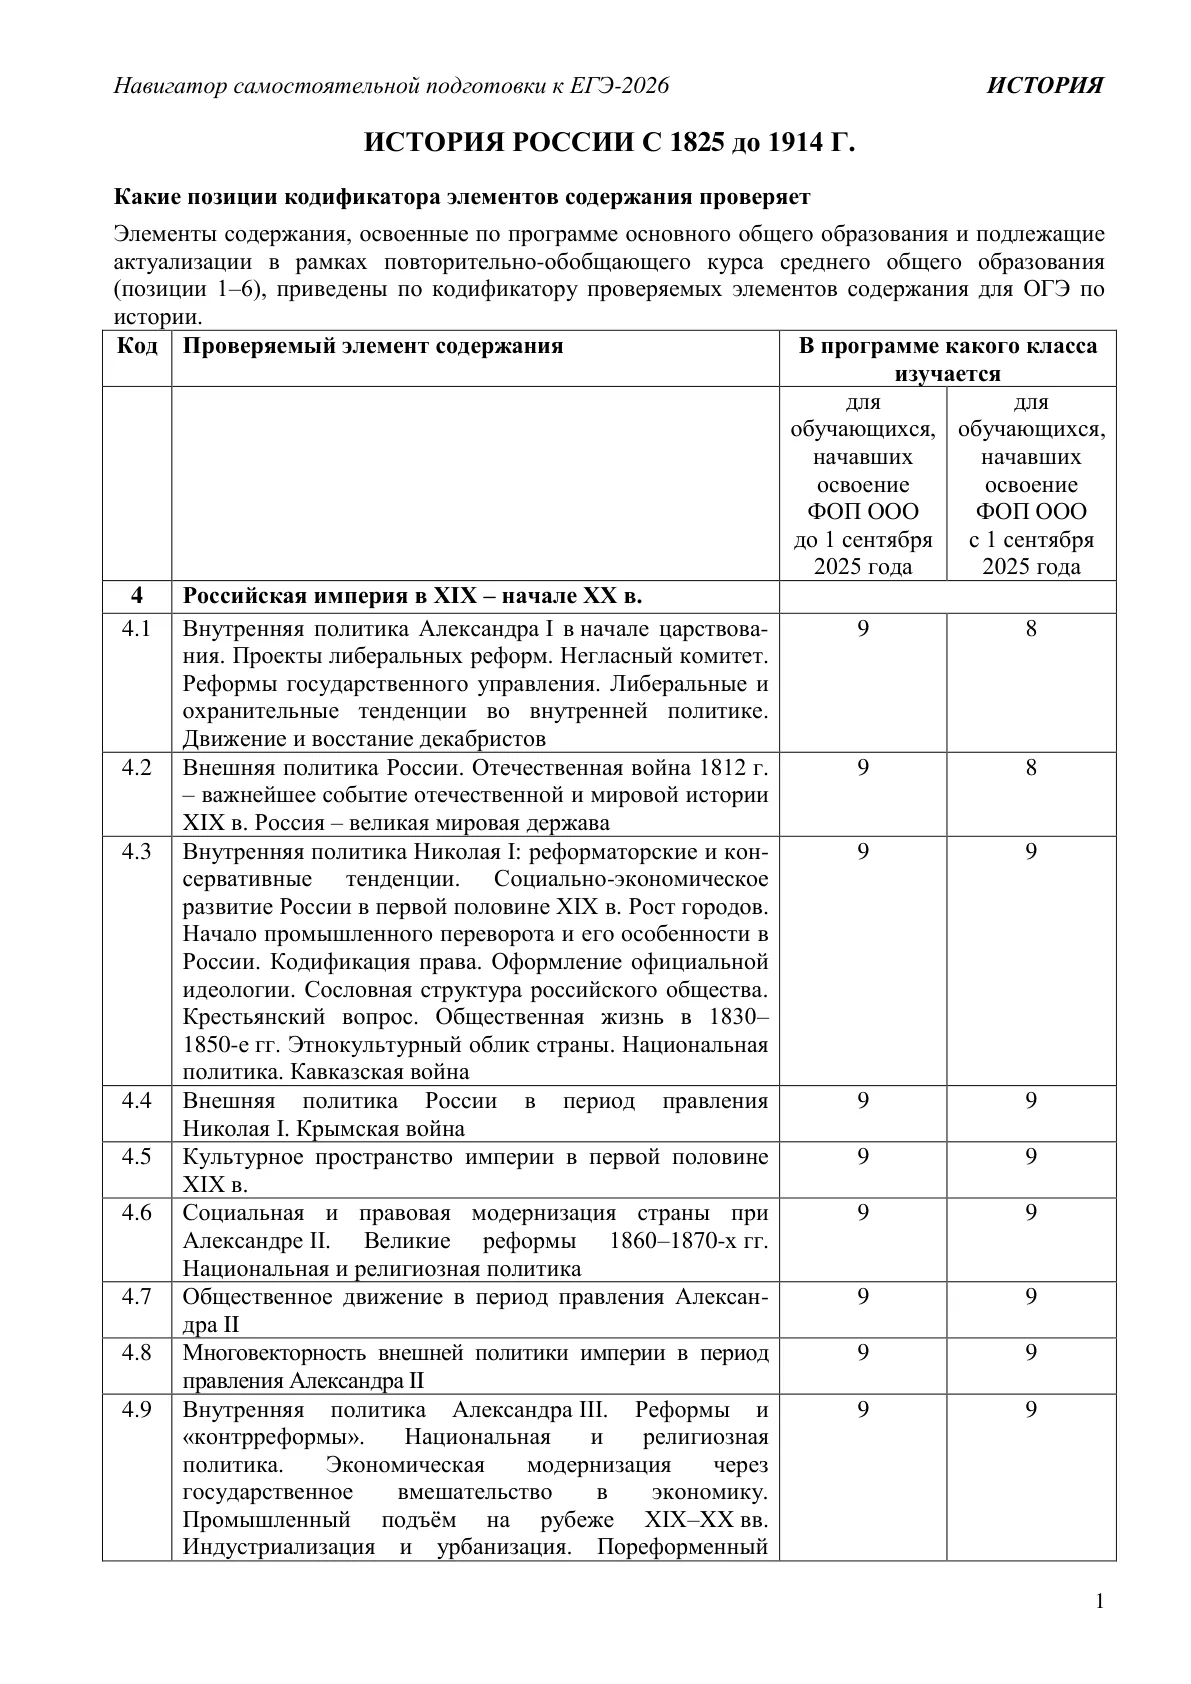 Навигатор самостоятельной подготовки к ЕГЭ-2026 ИСТОРИЯ
ИСТОРИЯ РОССИИ С 1825 до 1914 Г.
Какие позиции кодификатора элементов содержания проверяет
Элементы содержания, освоенные по программе основного общего образования и подлежащие
актуализации в рамках повторительно-обобщающего курса среднего общего образования
(позиции 1–6), приведены по кодификатору проверяемых элементов содержания для ОГЭ по
истории.
Код Проверяемый элемент содержания В программе какого класса
изучается
для
обучающихся,
начавших
освоение
ФОП ООО
до 1 сентября
2025 года
для
обучающихся,
начавших
освоение
ФОП ООО
с 1 сентября
2025 года
4 Российская империя в XIX – начале XX в.
4.1 Внутренняя политика Александра I в начале царствова- 9 8
ния. Проекты либеральных реформ. Негласный комитет.
Реформы государственного управления. Либеральные и
охранительные тенденции во внутренней политике.
Движение и восстание декабристов
4.2 Внешняя политика России. Отечественная война 1812 г. 9 8
– важнейшее событие отечественной и мировой истории
XIX в. Россия – великая мировая держава
4.3 Внутренняя политика Николая I: реформаторские и кон- 9 9
сервативные тенденции. Социально-экономическое
развитие России в первой половине XIX в. Рост городов.
Начало промышленного переворота и его особенности в
России. Кодификация права. Оформление официальной
идеологии. Сословная структура российского общества.
Крестьянский вопрос. Общественная жизнь в 1830–
1850-е гг. Этнокультурный облик страны. Национальная
политика. Кавказская война
4.4 Внешняя политика России в период правления 9 9
Николая I. Крымская война
4.5 Культурное пространство империи в первой половине 9 9
XIX в.
4.6 Социальная и правовая модернизация страны при 9 9
Александре II. Великие реформы 1860–1870-х гг.
Национальная и религиозная политика
4.7 Общественное движение в период правления Алексан- 9 9
дра II
4.8 Многовекторность внешней политики империи в период 9 9
правления Александра II
4.9 Внутренняя политика Александра III. Реформы и 9 9
«контрреформы». Национальная и религиозная
политика. Экономическая модернизация через
государственное вмешательство в экономику.
Промышленный подъём на рубеже XIX–XX вв.
Индустриализация и урбанизация. Пореформенный
1